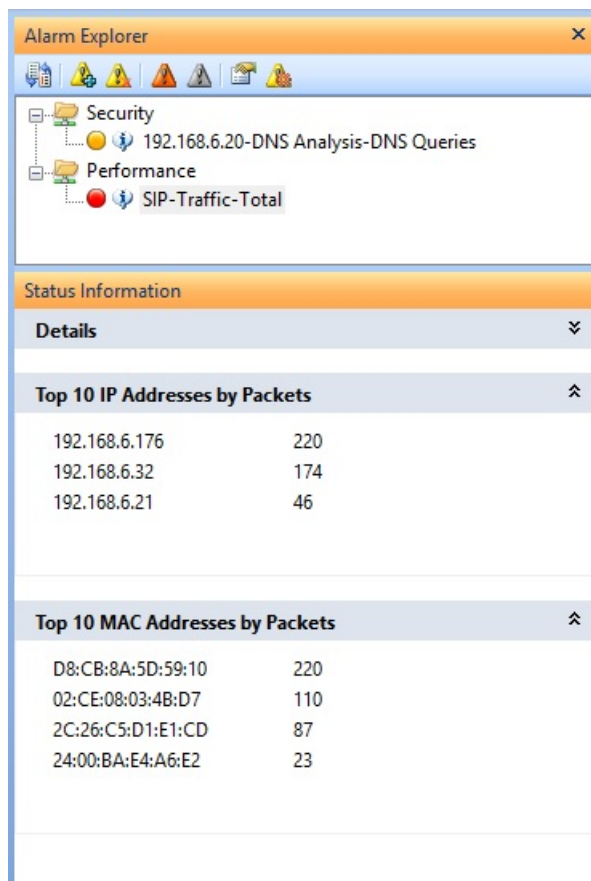 Alarm Explorer
Security
192.168.6.20-DNS Analysis-DNS Queries
Performance
SIP-Traffic-Total
Status Information
Details
Top 10 IP Addresses by Packets
192.168.6.176 220
192.168.6.32 174
192.168.6.21 46
Top 10 MAC Addresses by Packets
D8:CB:8A:5D:59:10 220
02:CE:08:03:4B:D7 110
2C:26:C5:D1:E1:CD 87
24:00:BA:E4:A6:E2 23